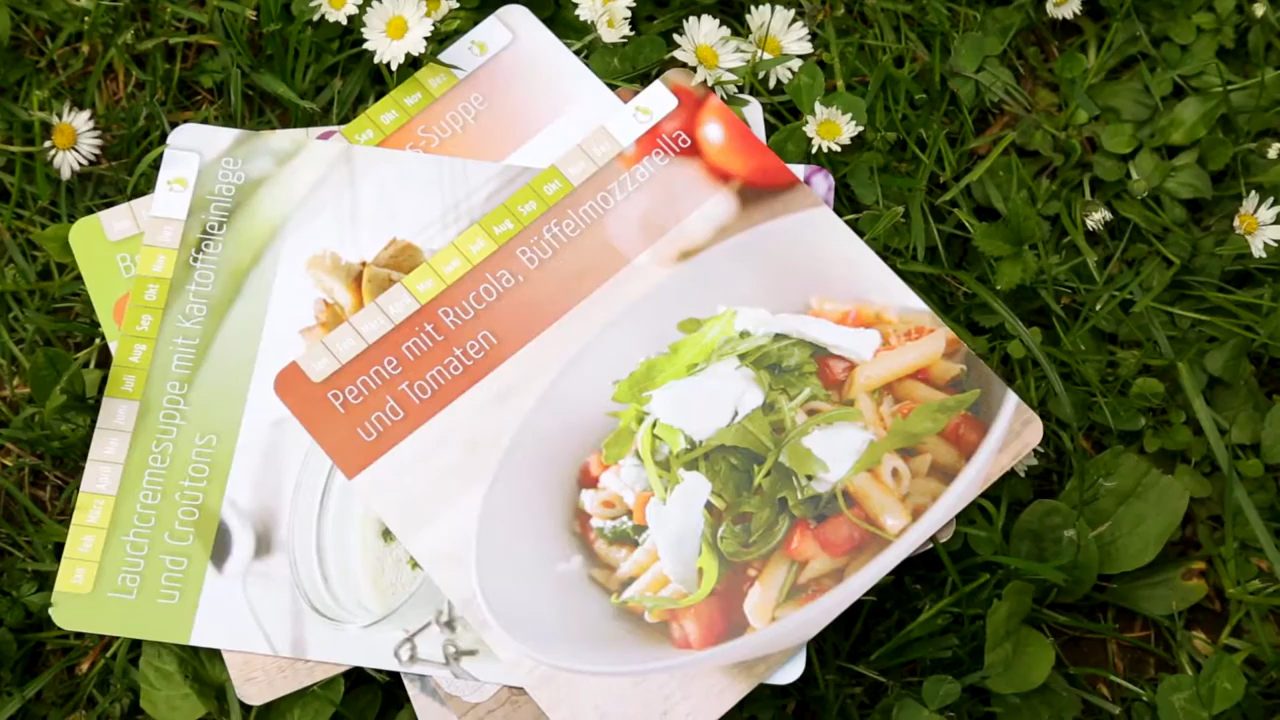 Sep Okt Nov Dez
S-Suppe
Jan Feb März April Mai Juni Juli Aug Sep Okt Nov Dez
Penne mit Rucola, Büffelmozzarella
und Tomaten
Jan Feb März April Mai Juni Juli Aug Sep Okt Nov Dez
Lauchcremesuppe mit Kartoffeleinlage
und Croûtons